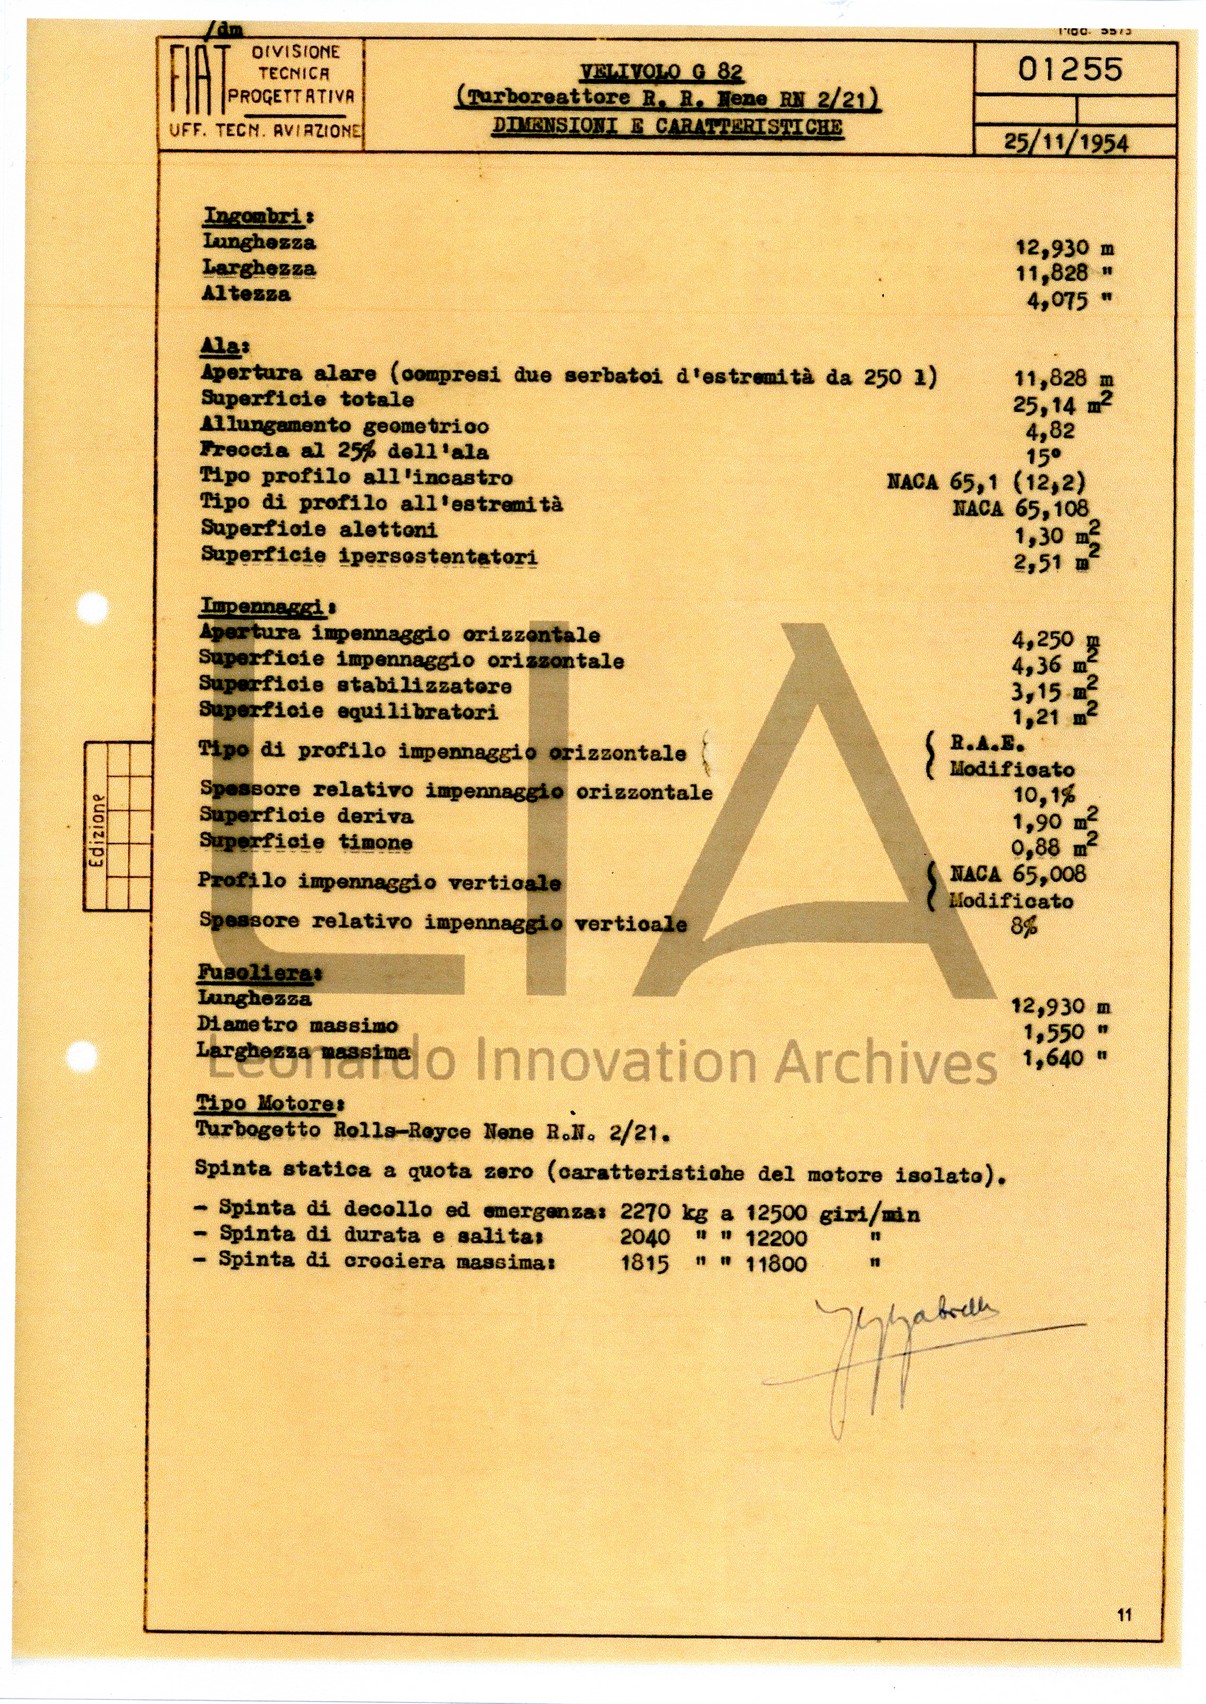 /dm
Mod. 5573
FIAT
DIVISIONE
TECNICA
PROGETTATIVA
UFF. TECN. AVIAZIONE
VELIVOLO G 82
(Turboreattore R. R. Nene RN 2/21)
DIMENSIONI E CARATTERISTICHE
01255
25/11/1954
Ingombri:
Lunghezza 12,930 m
Larghezza 11,828 "
Altezza 4,075 "
Ala:
Apertura alare (compresi due serbatoi d'estremità da 250 l) 11,828 m
Superficie totale 25,14 m2
Allungamento geometrico 4,82
Freccia al 25% dell'ala 15°
Tipo profilo all'incastro NACA 65,1 (12,2)
Tipo di profilo all'estremità NACA 65,108
Superficie alettoni 1,30 m2
Superficie ipersostentatori 2,51 m2
Impennaggi:
Apertura impennaggio orizzontale 4,250 m
Superficie impennaggio orizzontale 4,36 m2
Superficie stabilizzatore 3,15 m2
Superficie equilibratori 1,21 m2
Tipo di profilo impennaggio orizzontale ( ( R.A.E.
Modificato
Spessore relativo impennaggio orizzontale 10,1%
Superficie deriva 1,90 m2
Superficie timone 0,88 m2
Profilo impennaggio verticale ( NACA 65,008
Modificato
Spessore relativo impennaggio verticale 8%
Fusoliera:
Lunghezza 12,930 m
Diametro massimo 1,550 "
Larghezza massima 1,640 "
Tipo Motore:
Turbogetto Rolls-Royce Nene R.N. 2/21.
Spinta statica a quota zero (caratteristiche del motore isolato).
- Spinta di decollo ed emergenza: 2270 kg a 12500 giri/min
- Spinta di durata e salita: 2040 " " 12200 "
- Spinta di crociera massima: 1815 " " 11800 "
Edizione
LIA
Leonardo Innovation Archives
11